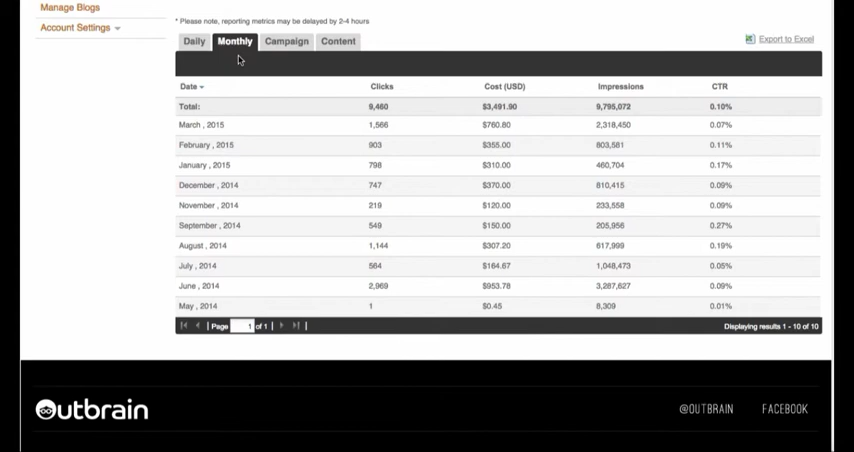 Manage Blogs
Account Settings
* Please note, reporting metrics may be delayed by 2-4 hours
Daily Monthly Campaign Content Export to Excel
Date Clicks Cost (USD) Impressions CTR
Total: 9,460 $3,491.90 9,795,072 0.10%
March , 2015 1,566 $760.80 2,318,450 0.07%
February , 2015 903 $355.00 803,581 0.11%
January , 2015 798 $310.00 460,704 0.17%
December , 2014 747 $370.00 810,415 0.09%
November , 2014 219 $120.00 233,558 0.09%
September , 2014 549 $150.00 205,956 0.27%
August , 2014 1,144 $307.20 617,999 0.19%
July , 2014 564 $164.67 1,048,473 0.05%
June , 2014 2,969 $953.78 3,287,627 0.09%
May , 2014 1 $0.45 8,309 0.01%
Page 1 of 1 Displaying results 1 - 10 of 10
Outbrain @OUTBRAIN FACEBOOK